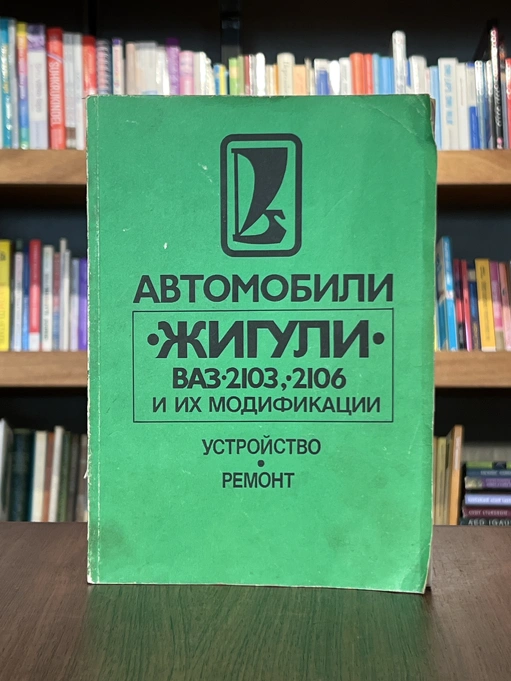 АВТОМОБИЛИ
•ЖИГУЛИ•
ВАЗ•2103,•2106
И ИХ МОДИФИКАЦИИ
УСТРОЙСТВО
•
РЕМОНТ